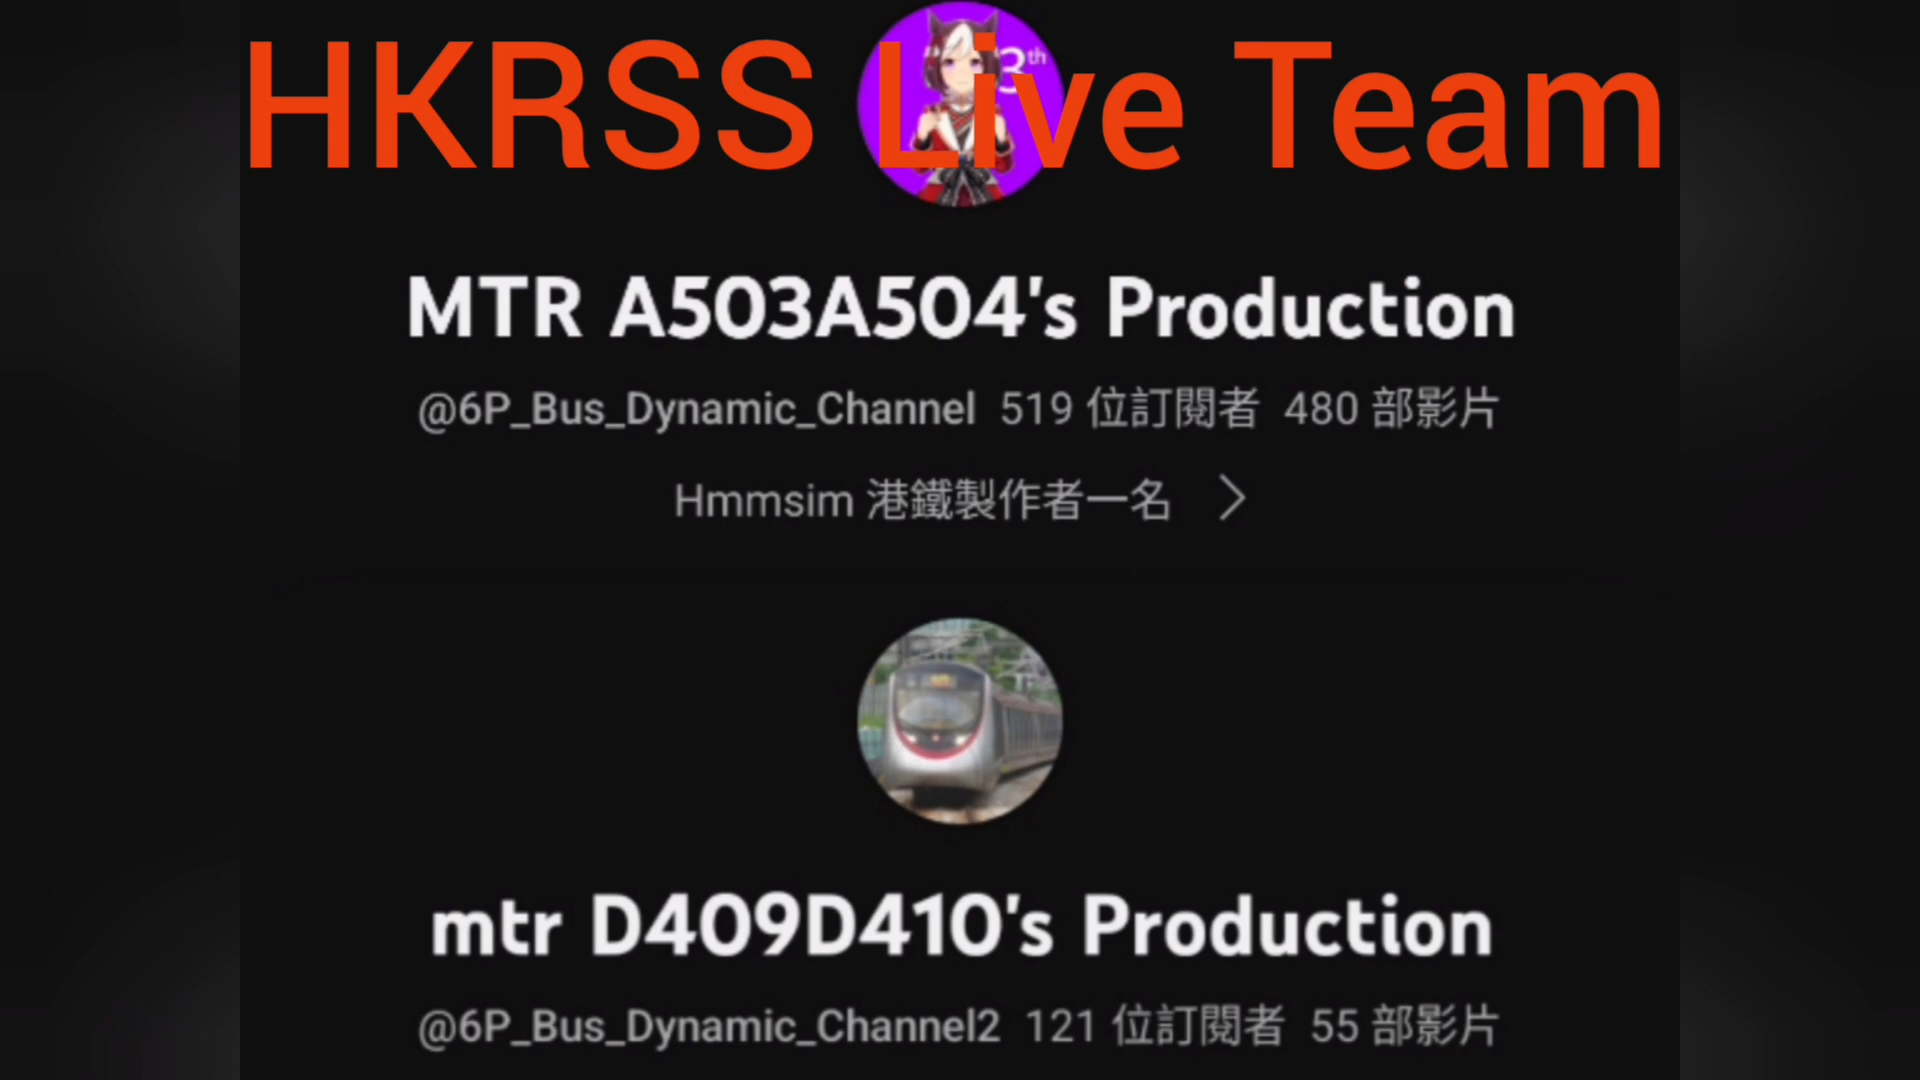 HKRSS Live Team
3th
MTR A503A504's Production
@6P_Bus_Dynamic_Channel 519 位訂閱者 480 部影片
Hmmsim 港鐵製作者一名
mtr D409D410's Production
@6P_Bus_Dynamic_Channel2 121 位訂閱者 55 部影片